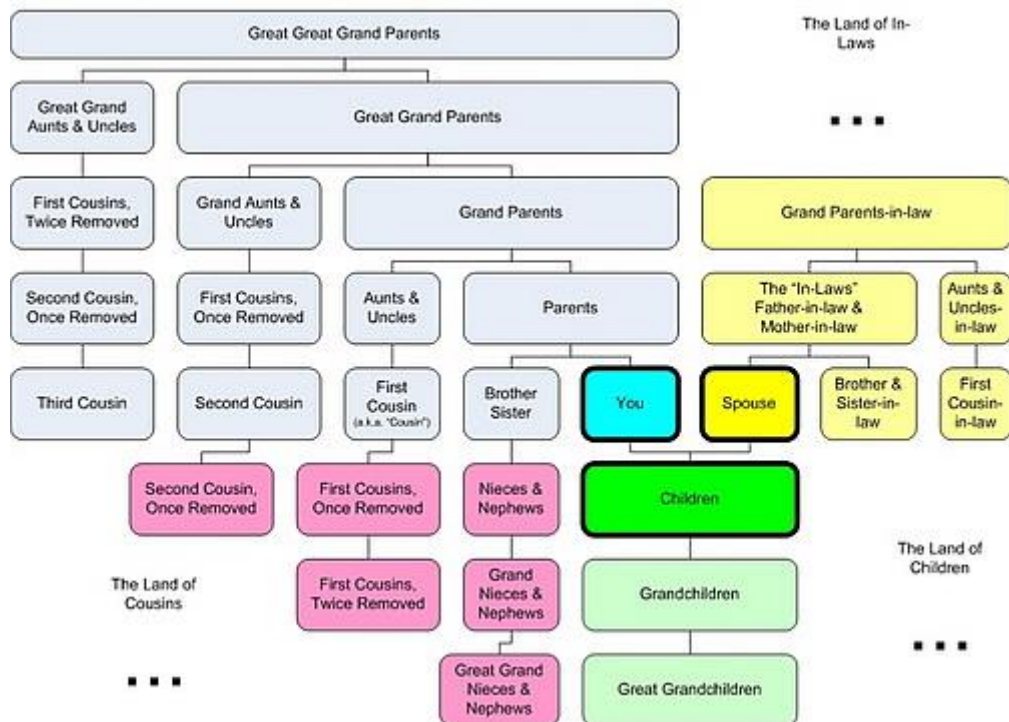 Great Great Grand Parents
The Land of In-
Laws
Great Grand
Aunts & Uncles
Great Grand Parents
▪ ▪ ▪
First Cousins,
Twice Removed
Grand Aunts &
Uncles
Grand Parents
Grand Parents-in-law
Second Cousin,
Once Removed
First Cousins,
Once Removed
Aunts &
Uncles
Parents
The “In-Laws”
Father-in-law &
Mother-in-law
Aunts &
Uncles-
in-law
Third Cousin
Second Cousin
First
Cousin
(a.k.a. “Cousin”)
Brother
Sister
You
Spouse
Brother &
Sister-in-
law
First
Cousin-
in-law
Second Cousin,
Once Removed
First Cousins,
Once Removed
Nieces &
Nephews
Children
The Land of
Cousins
First Cousins,
Twice Removed
Grand
Nieces &
Nephews
Grandchildren
The Land of
Children
▪ ▪ ▪
Great Grand
Nieces &
Nephews
Great Grandchildren
▪ ▪ ▪